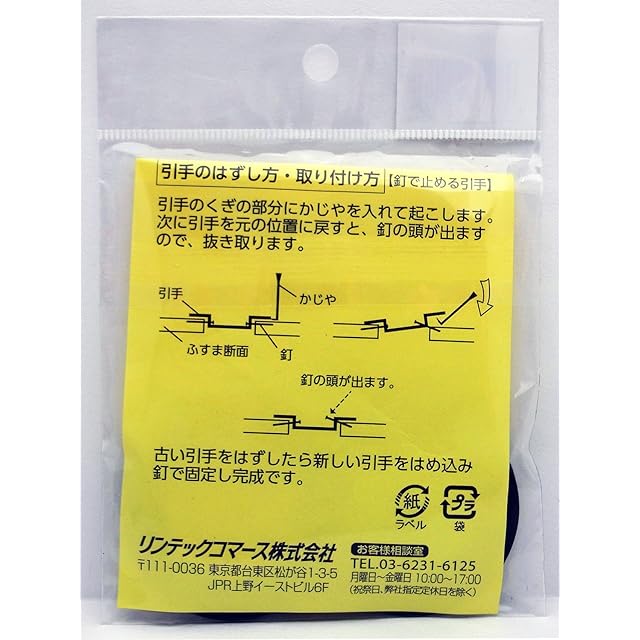 引手のはずし方・取り付け方【釘で止める引手】
引手のくぎの部分にかじやを入れて起こします。
次に引手を元の位置に戻すと、釘の頭が出ます
ので、抜き取ります。
引手
かじや
ふすま断面
釘
釘の頭が出ます。
古い引手をはずしたら新しい引手をはめ込み
釘で固定し完成です。
紙
ラベル
プラ
袋
リンテックコマース株式会社
〒111-0036 東京都台東区松が谷1-3-5
JPR上野イーストビル6F
お客様相談室
TEL.03-6231-6125
月曜日~金曜日 10:00~17:00
(祝祭日、弊社指定定休日を除く)